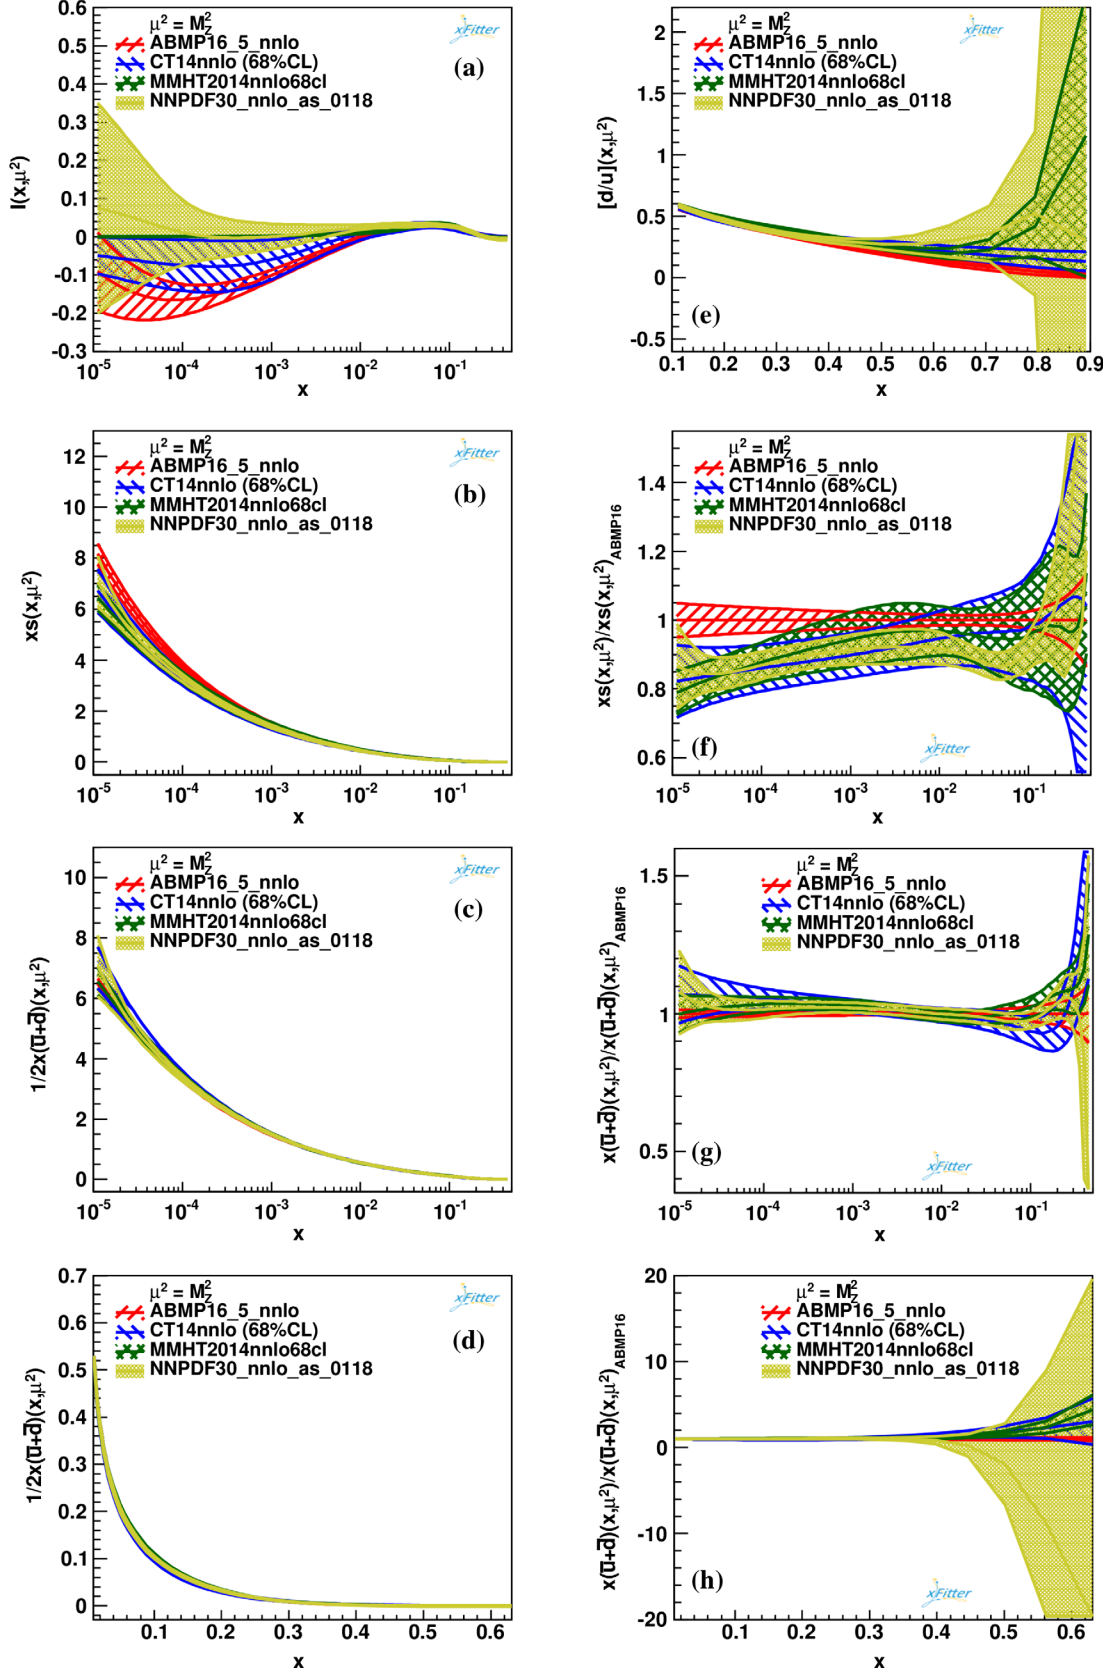 μ² = M_Z²
ABMP16_5_nnlo
CT14nnlo (68%CL)
MMHT2014nnlo68cl
NNPDF30_nnlo_as_0118
xFitter
(a)
I(x,μ²)
0.6
0.5
0.4
0.3
0.2
0.1
0
-0.1
-0.2
-0.3
10⁻⁵ 10⁻⁴ 10⁻³ 10⁻² 10⁻¹
x
μ² = M_Z²
ABMP16_5_nnlo
CT14nnlo (68%CL)
MMHT2014nnlo68cl
NNPDF30_nnlo_as_0118
xFitter
(e)
[d/u](x,μ²)
2
1.5
1
0.5
0
-0.5
0.1 0.2 0.3 0.4 0.5 0.6 0.7 0.8 0.9
x
μ² = M_Z²
ABMP16_5_nnlo
CT14nnlo (68%CL)
MMHT2014nnlo68cl
NNPDF30_nnlo_as_0118
xFitter
(b)
xs(x,μ²)
12
10
8
6
4
2
0
10⁻⁵ 10⁻⁴ 10⁻³ 10⁻² 10⁻¹
x
μ² = M_Z²
ABMP16_5_nnlo
CT14nnlo (68%CL)
MMHT2014nnlo68cl
NNPDF30_nnlo_as_0118
xFitter
(f)
xs(x,μ²)/xs(x,μ²)_ABMP16
1.4
1.2
1
0.8
0.6
10⁻⁵ 10⁻⁴ 10⁻³ 10⁻² 10⁻¹
x
μ² = M_Z²
ABMP16_5_nnlo
CT14nnlo (68%CL)
MMHT2014nnlo68cl
NNPDF30_nnlo_as_0118
xFitter
(c)
1/2x(u̅+d̅)(x,μ²)
10
8
6
4
2
0
10⁻⁵ 10⁻⁴ 10⁻³ 10⁻² 10⁻¹
x
μ² = M_Z²
ABMP16_5_nnlo
CT14nnlo (68%CL)
MMHT2014nnlo68cl
NNPDF30_nnlo_as_0118
xFitter
(g)
x(u̅+d̅)(x,μ²)/x(u̅+d̅)(x,μ²)_ABMP16
1.5
1
0.5
10⁻⁵ 10⁻⁴ 10⁻³ 10⁻² 10⁻¹
x
μ² = M_Z²
ABMP16_5_nnlo
CT14nnlo (68%CL)
MMHT2014nnlo68cl
NNPDF30_nnlo_as_0118
xFitter
(d)
1/2x(u̅+d̅)(x,μ²)
0.7
0.6
0.5
0.4
0.3
0.2
0.1
0
0.1 0.2 0.3 0.4 0.5 0.6
x
μ² = M_Z²
ABMP16_5_nnlo
CT14nnlo (68%CL)
MMHT2014nnlo68cl
NNPDF30_nnlo_as_0118
xFitter
(h)
x(u̅+d̅)(x,μ²)/x(u̅+d̅)(x,μ²)_ABMP16
20
10
0
-10
-20
0.1 0.2 0.3 0.4 0.5 0.6
x